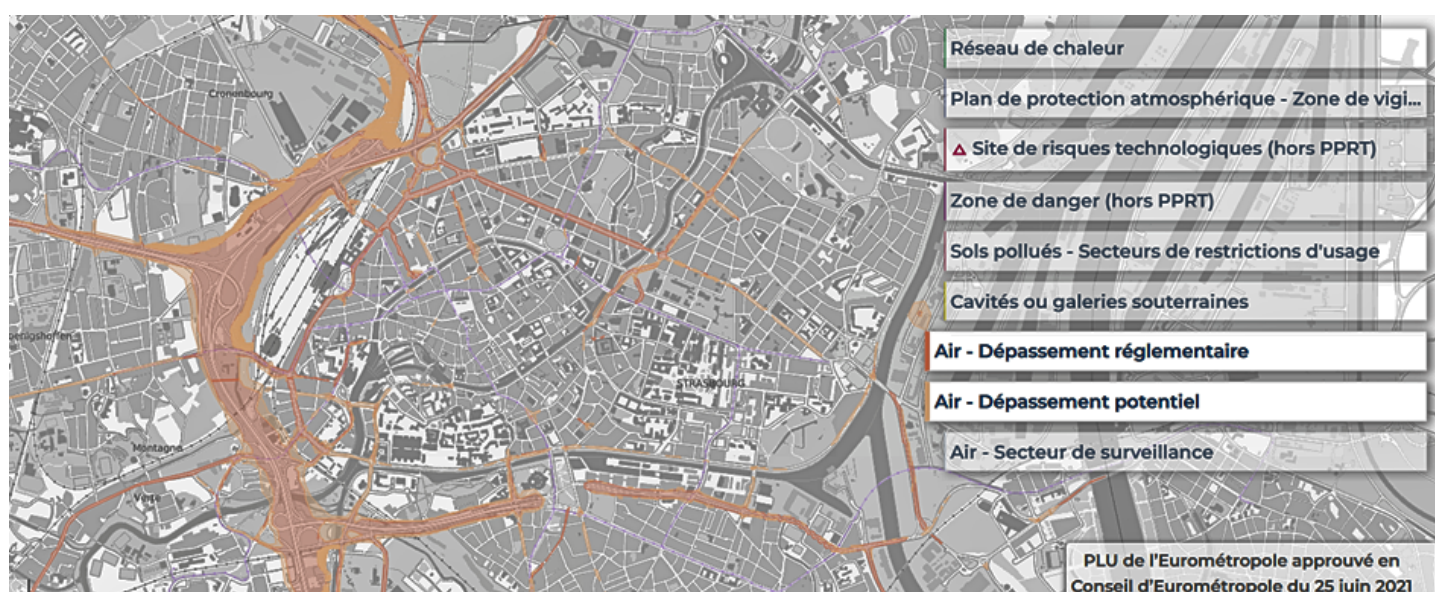 Réseau de chaleur
Plan de protection atmosphérique - Zone de vigi...
Site de risques technologiques (hors PPRT)
Zone de danger (hors PPRT)
Sols pollués - Secteurs de restrictions d'usage
Cavités ou galeries souterraines
Air - Dépassement réglementaire
Air - Dépassement potentiel
Air - Secteur de surveillance
PLU de l'Eurométropole approuvé en
Conseil d'Eurométropole du 25 juin 2021
Cronenbourg
STRASBOURG
Montagne
Verte